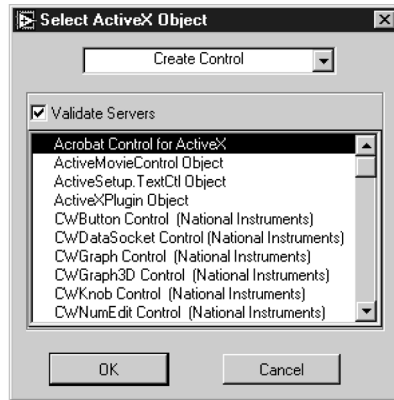 Select ActiveX Object
Create Control
Validate Servers
Acrobat Control for ActiveX
ActiveMovieControl Object
ActiveSetup.TextCtl Object
ActiveXPlugin Object
CWButton Control (National Instruments)
CWDataSocket Control (National Instruments)
CWGraph Control (National Instruments)
CWGraph3D Control (National Instruments)
CWKnob Control (National Instruments)
CWNumEdit Control (National Instruments)
OK Cancel